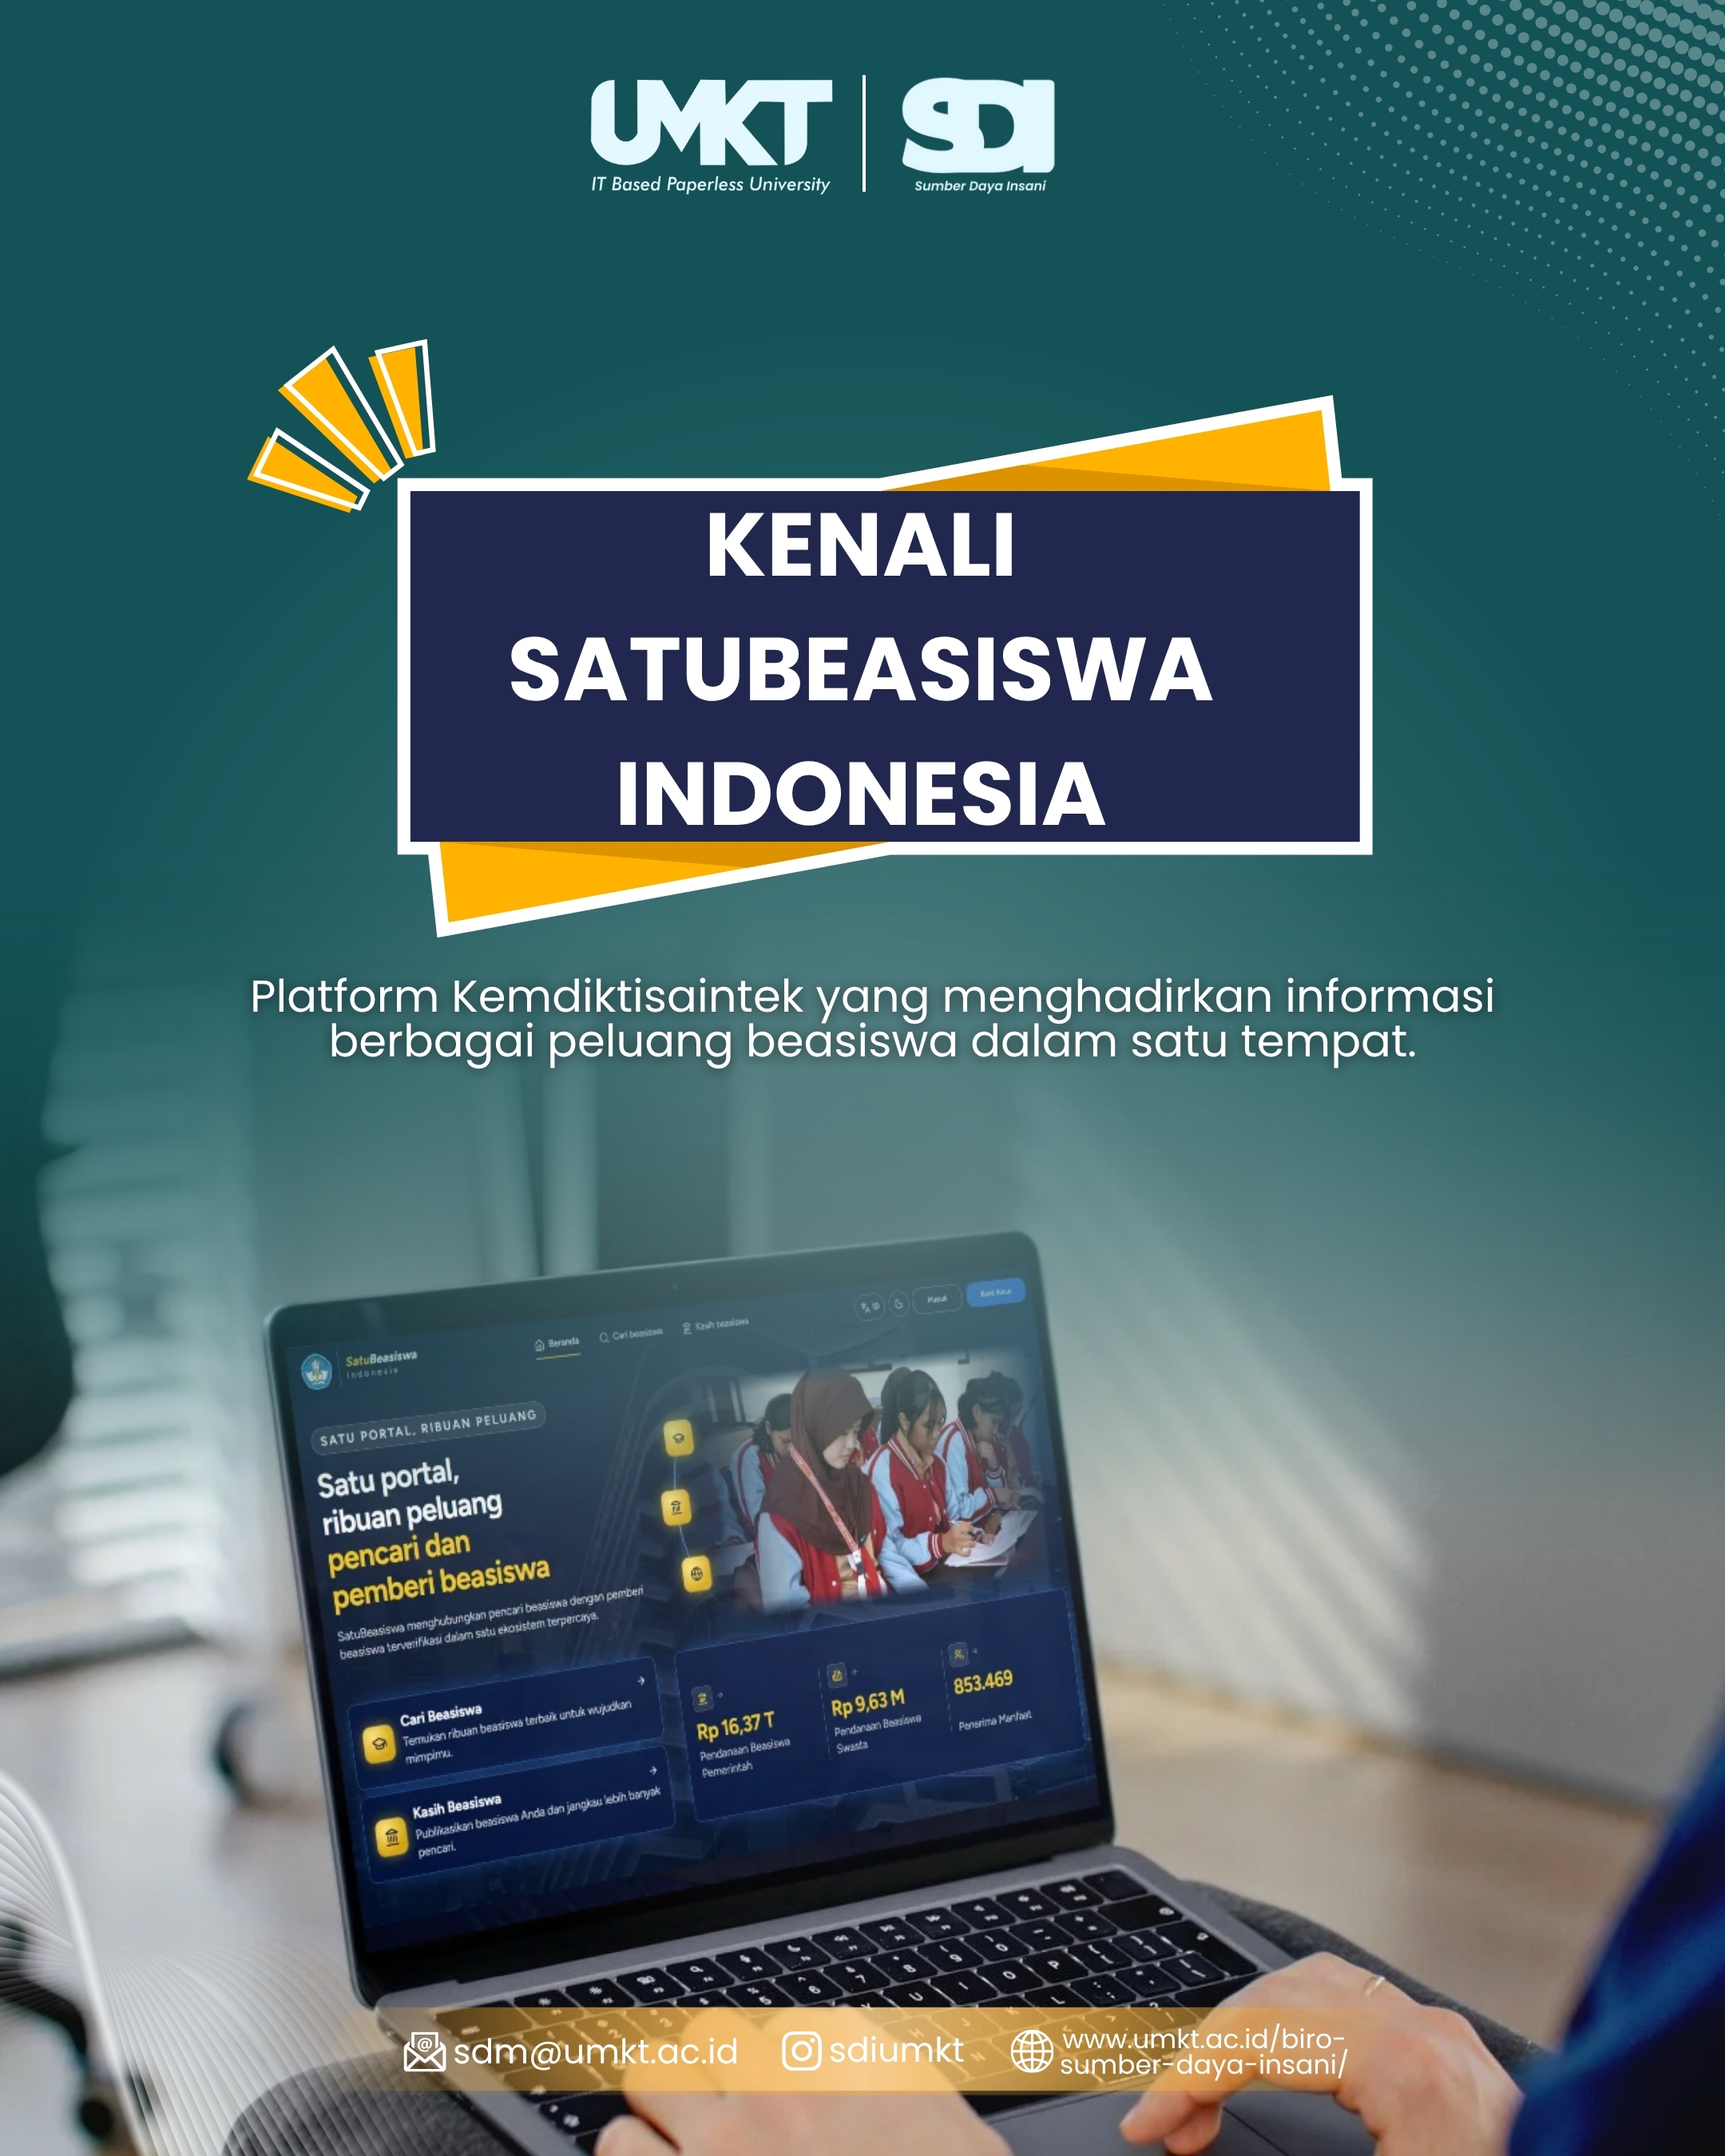 UMKT
IT Based Paperless University
SDI
Sumber Daya Insani
KENALI
SATUBEASISWA
INDONESIA
Platform Kemdiktisaintek yang menghadirkan informasi
berbagai peluang beasiswa dalam satu tempat.
SatuBeasiswa
Indonesia
Beranda
Cari beasiswa
Kasih beasiswa
Masuk
SATU PORTAL, RIBUAN PELUANG
Satu portal,
ribuan peluang
pencari dan
pemberi beasiswa
SatuBeasiswa menghubungkan pencari beasiswa dengan pemberi
beasiswa terverifikasi dalam satu ekosistem terpercaya.
Cari Beasiswa
Temukan ribuan beasiswa terbaik untuk wujudkan
mimpimu.
Kasih Beasiswa
Publikasikan beasiswa Anda dan jangkau lebih banyak
pencari.
Rp 16,37 T
Pendanaan Beasiswa
Pemerintah
Rp 9,63 M
Pendanaan Beasiswa
Swasta
853.469
Penerima Manfaat
sdm@umkt.ac.id
sdiumkt
www.umkt.ac.id/biro-
sumber-daya-insani/